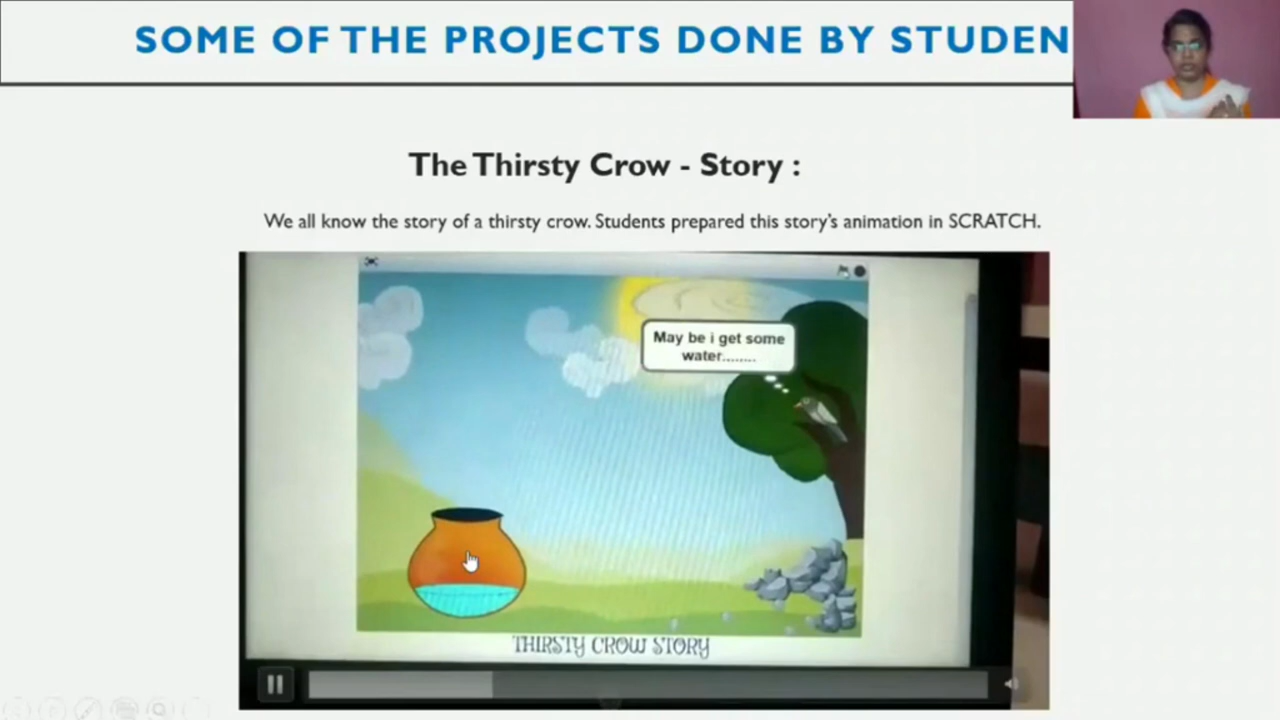 SOME OF THE PROJECTS DONE BY STUDEN
The Thirsty Crow - Story :
We all know the story of a thirsty crow. Students prepared this story's animation in SCRATCH.
May be i get some
water........
THIRSTY CROW STORY